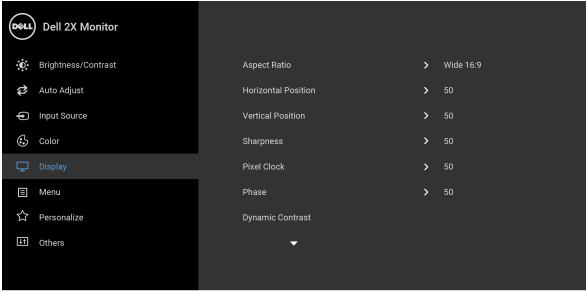 DELL Dell 2X Monitor
Brightness/Contrast
Auto Adjust
Input Source
Color
Display
Menu
Personalize
Others
Aspect Ratio Wide 16:9
Horizontal Position 50
Vertical Position 50
Sharpness 50
Pixel Clock 50
Phase 50
Dynamic Contrast